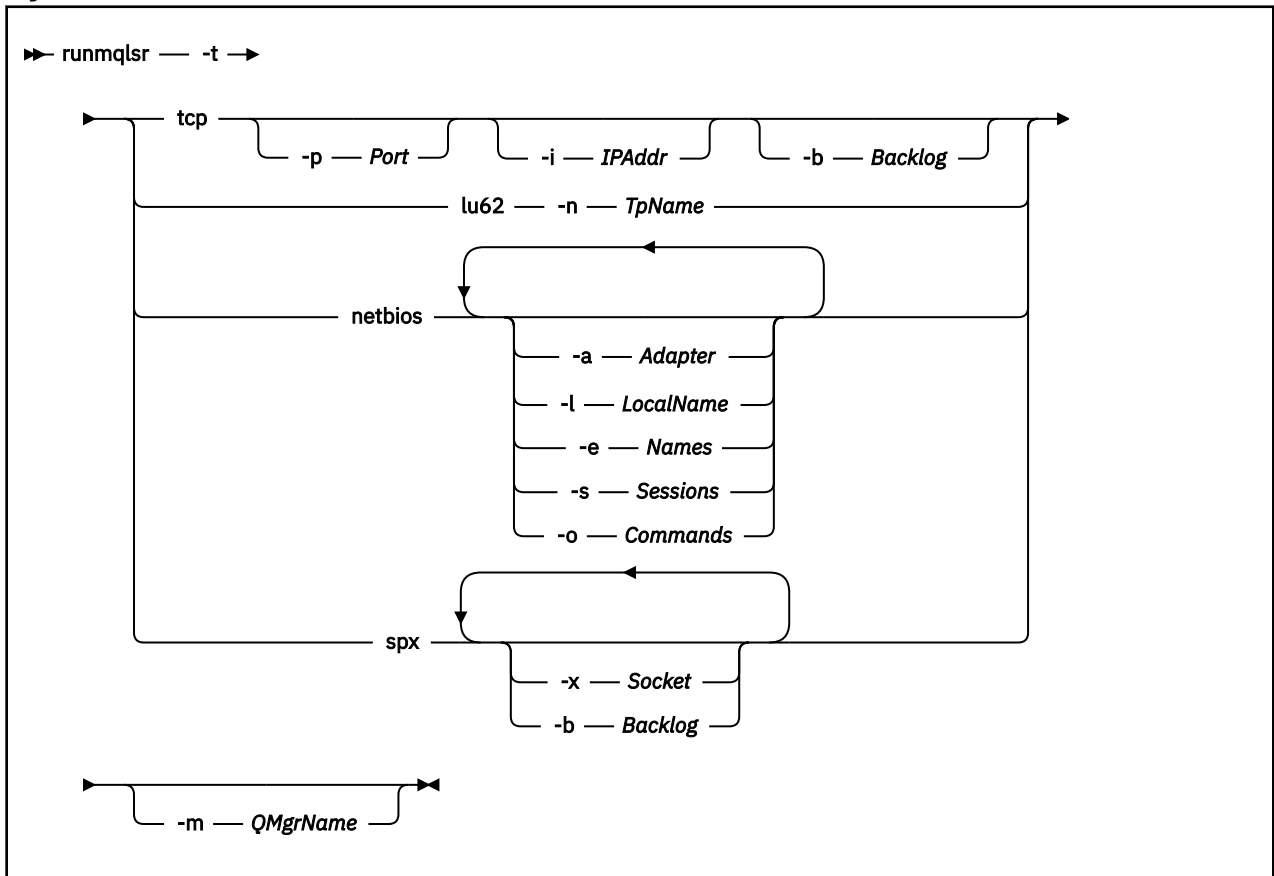 runmqlsr -t
tcp
-p Port -i IPAddr -b Backlog
lu62 -n TpName
netbios
-a Adapter
-l LocalName
-e Names
-s Sessions
-o Commands
spx
-x Socket
-b Backlog
-m QMgrName